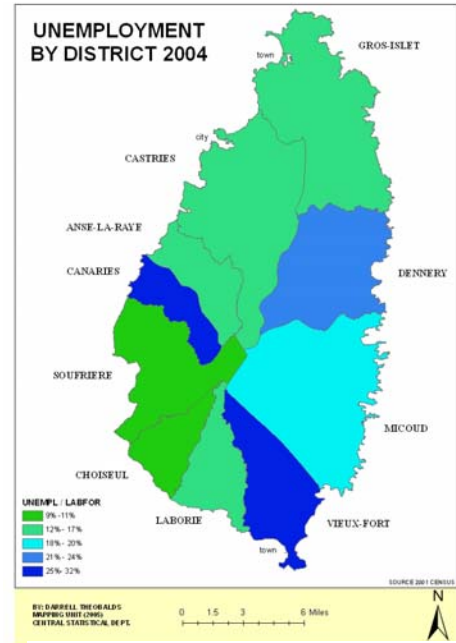 UNEMPLOYMENT
BY DISTRICT 2004
GROS-ISLET
town
city
CASTRIES
ANSE-LA-RAYE
CANARIES
DENNERY
SOUFRIERE
MICOUD
CHOISEUL
LABORIE
VIEUX-FORT
town
UNEMPL / LABFOR
9% -11%
12% - 17%
18% - 20%
21% - 24%
25% - 32%
SOURCE 2001 CENSUS
BY: DARRELL THEOBALDS
MAPPING UNIT (2005)
CENTRAL STATISTICAL DEPT.
0 1.5 3 6 Miles
N